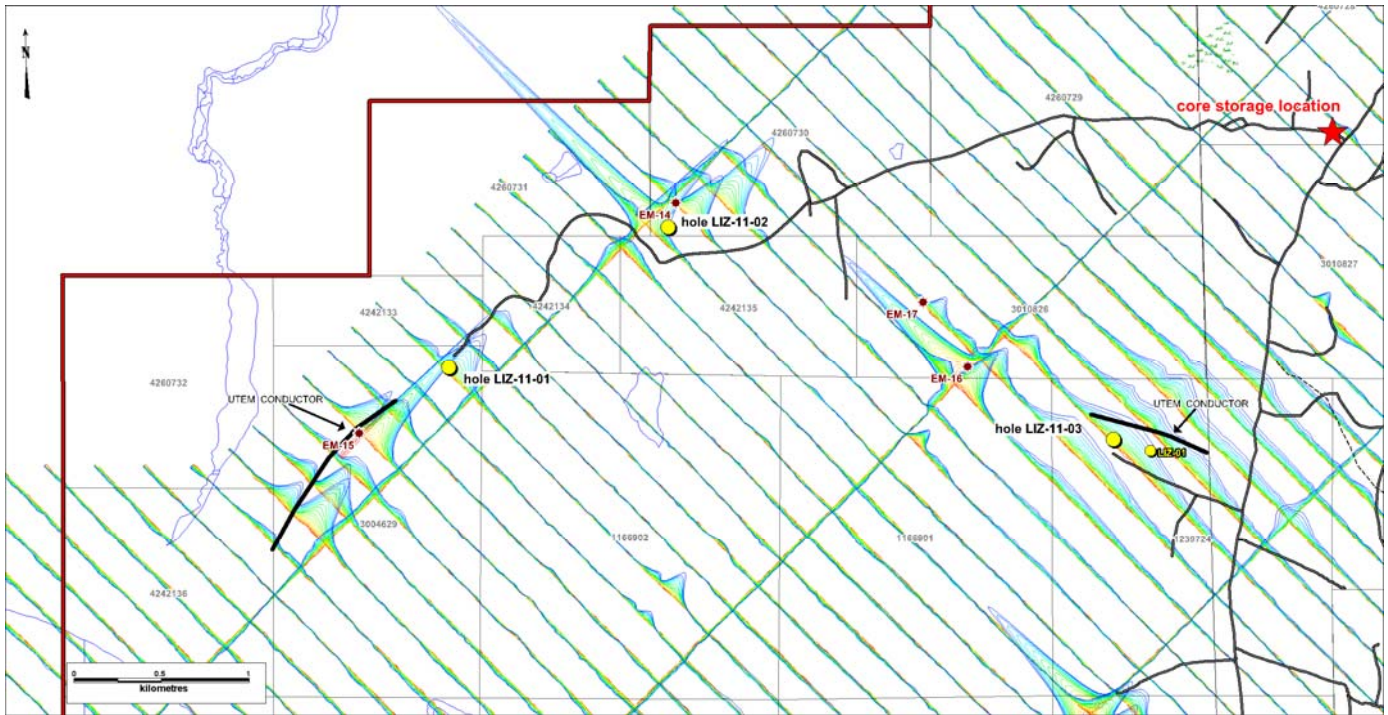 4260728
N
4260729
core storage location
4260730
4260731
EM-14
hole LIZ-11-02
3010827
EM-17
3010826
4242133
4242134
4242135
4260732
hole LIZ-11-01
EM-16
UTEM CONDUCTOR
UTEM CONDUCTOR
hole LIZ-11-03
EM-15
LIZ-01
3004629
1166902
1166901
1239724
4242136
0 0.5 1
kilometres